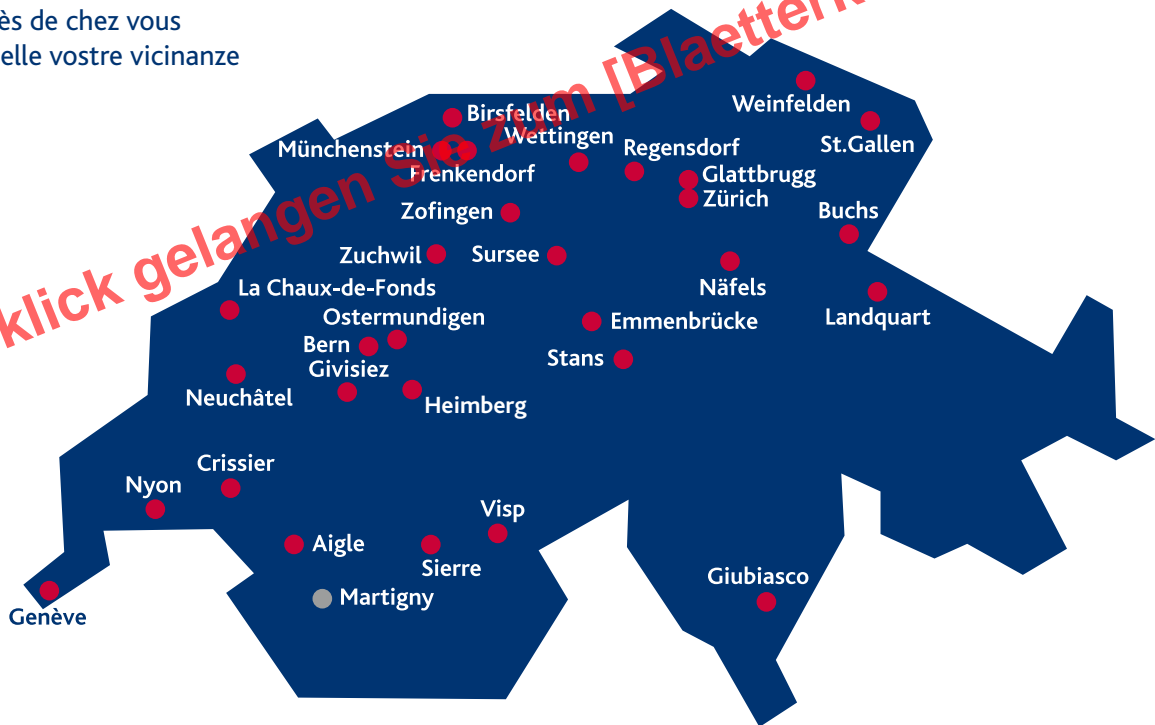 ès de chez vous
elle vostre vicinanze
klick gelangen Sie zum [Blaetterk
Weinfelden
St.Gallen
Birsfelden
Wettingen
Münchenstein
Frenkendorf
Regensdorf
Glattbrugg
Zürich
Zofingen
Buchs
Zuchwil
Sursee
Näfels
La Chaux-de-Fonds
Landquart
Ostermundigen
Emmenbrücke
Bern
Stans
Givisiez
Neuchâtel
Heimberg
Crissier
Nyon
Visp
Aigle
Sierre
Giubiasco
Martigny
Genève